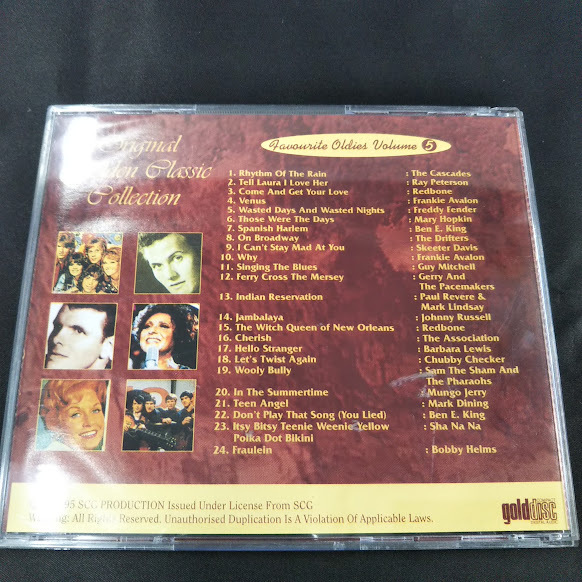 Original
Golden Classic
Collection
Favourite Oldies Volume 5
1. Rhythm Of The Rain : The Cascades
2. Tell Laura I Love Her : Ray Peterson
3. Come And Get Your Love : Redbone
4. Venus : Frankie Avalon
5. Wasted Days And Wasted Nights : Freddy Fender
6. Those Were The Days : Mary Hopkin
7. Spanish Harlem : Ben E. King
8. On Broadway : The Drifters
9. I Can't Stay Mad At You : Skeeter Davis
10. Why : Frankie Avalon
11. Singing The Blues : Guy Mitchell
12. Ferry Cross The Mersey : Gerry And
The Pacemakers
13. Indian Reservation : Paul Revere &
Mark Lindsay
14. Jambalaya : Johnny Russell
15. The Witch Queen of New Orleans : Redbone
16. Cherish : The Association
17. Hello Stranger : Barbara Lewis
18. Let's Twist Again : Chubby Checker
19. Wooly Bully : Sam The Sham And
The Pharaohs
20. In The Summertime : Mungo Jerry
21. Teen Angel : Mark Dining
22. Don't Play That Song (You Lied) : Ben E. King
23. Itsy Bitsy Teenie Weenie Yellow : Sha Na Na
Polka Dot Bikini
24. Fraulein : Bobby Helms
95 SCG PRODUCTION Issued Under License From SCG
Warning: All Rights Reserved. Unauthorised Duplication Is A Violation Of Applicable Laws.
gold disc
COMPACT
DIGITAL AUDIO